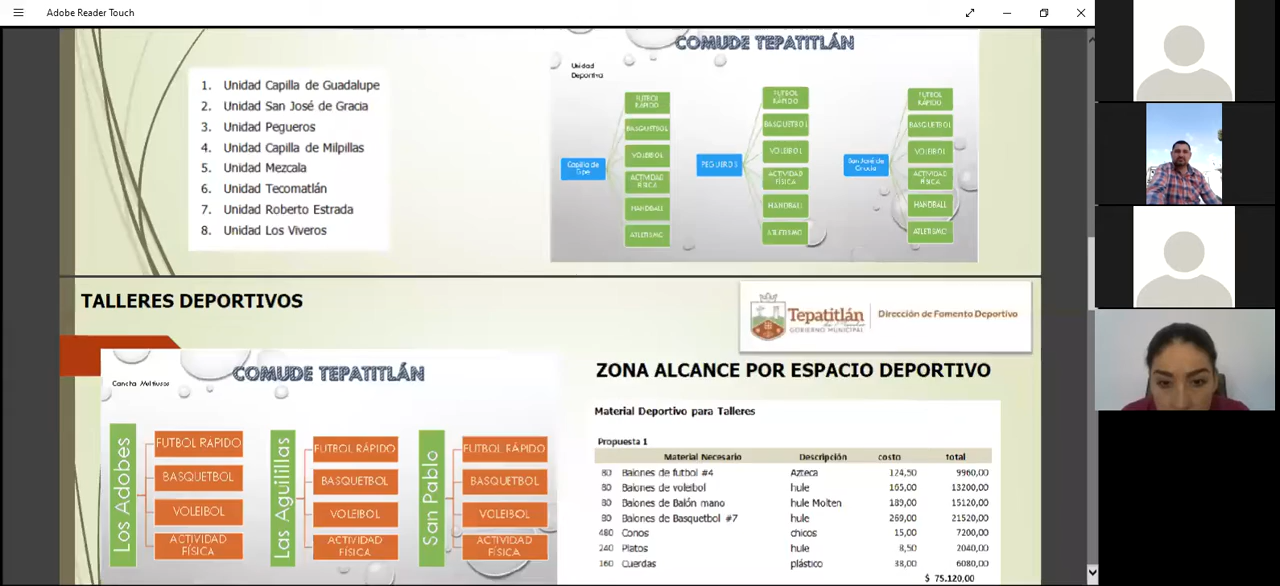 Adobe Reader Touch
1. Unidad Capilla de Guadalupe
2. Unidad San José de Gracia
3. Unidad Pegueros
4. Unidad Capilla de Milpillas
5. Unidad Mezcala
6. Unidad Tecomatlán
7. Unidad Roberto Estrada
8. Unidad Los Viveros
COMUDE TEPATITLÁN
Unidad
Deportiva
Capilla de
FUTBOL
RÁPIDO
BASQUETBOL
VOLEIBOL
ACTIVIDAD
FÍSICA
HANDBALL
ATLETISMO
PEGUEROS
FUTBOL
RÁPIDO
BASQUETBOL
VOLEIBOL
ACTIVIDAD
FÍSICA
HANDBALL
ATLETISMO
San José de
Gracia
FUTBOL
RÁPIDO
BASQUETBOL
VOLEIBOL
ACTIVIDAD
FÍSICA
HANDBALL
ATLETISMO
TALLERES DEPORTIVOS
Tepatitlán
de Morelos
GOBIERNO MUNICIPAL
Dirección de Fomento Deportivo
COMUDE TEPATITLÁN
Cancha Multiusos
Los Adobes
FUTBOL RAPIDO
BASQUETBOL
VOLEIBOL
ACTIVIDAD
FÍSICA
Las Aguilillas
FUTBOL RÁPIDO
BASQUETBOL
VOLEIBOL
ACTIVIDAD
FÍSICA
San Pablo
FUTBOL RÁPIDO
BASQUETBOL
VOLEIBOL
ACTIVIDAD
FÍSICA
ZONA ALCANCE POR ESPACIO DEPORTIVO
Material Deportivo para Talleres
Propuesta 1
Material Necesario Descripción costo total
80 Balones de futbol #4 Azteca 124,50 9960,00
80 Balones de voleibol hule 165,00 13200,00
80 Balones de Balón mano hule Molten 189,00 15120,00
80 Balones de Basquetbol #7 hule 269,00 21520,00
480 Conos chicos 15,00 7200,00
240 Platos hule 8,50 2040,00
160 Cuerdas plástico 38,00 6080,00
$ 75.120,00